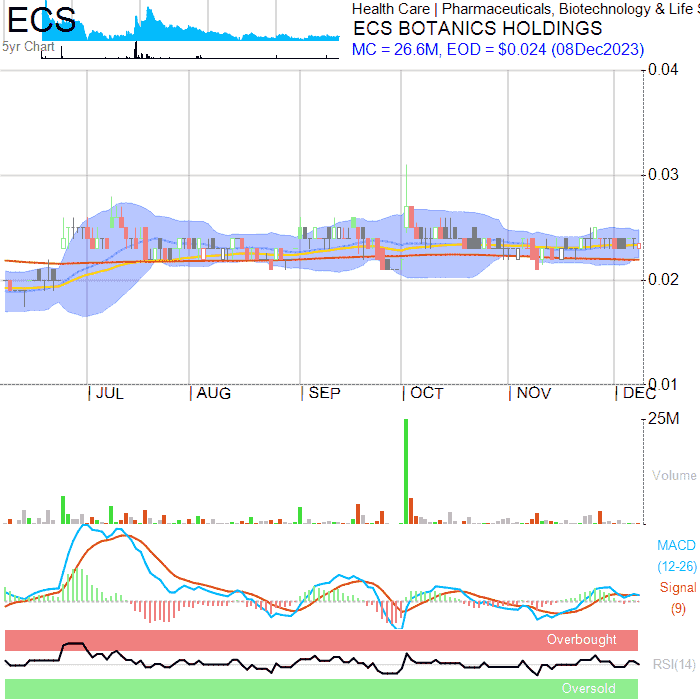 ECS
5yr Chart
Health Care | Pharmaceuticals, Biotechnology & Life
ECS BOTANICS HOLDINGS
MC = 26.6M, EOD = $0.024 (08Dec2023)
0.04
0.03
0.02
0.01
JUL
AUG
SEP
OCT
NOV
DEC
25M
Volume
MACD
(12-26)
Signal
(9)
Overbought
RSI(14)
Oversold